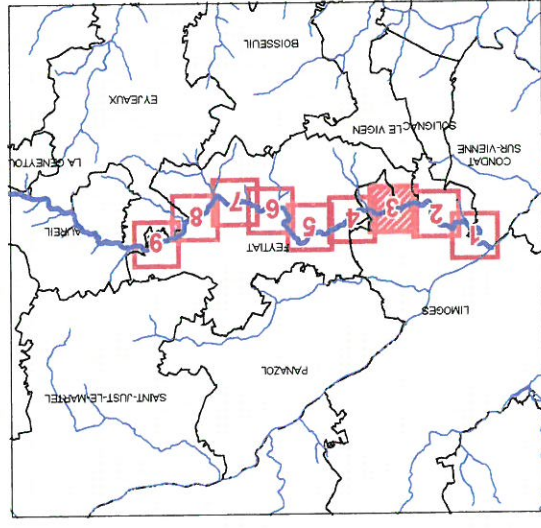 SAINT-JUST-LE-MARTEL
PANAZOL
LIMOGES
FEYTIAT
1
2
3
4
5
6
7
8
9
AUREIL
CONDAT
SUR-VIENNE
LA GENEYTOU
SOLIGNAC LE VIGEN
EYJEAUX
BOISSEUIL